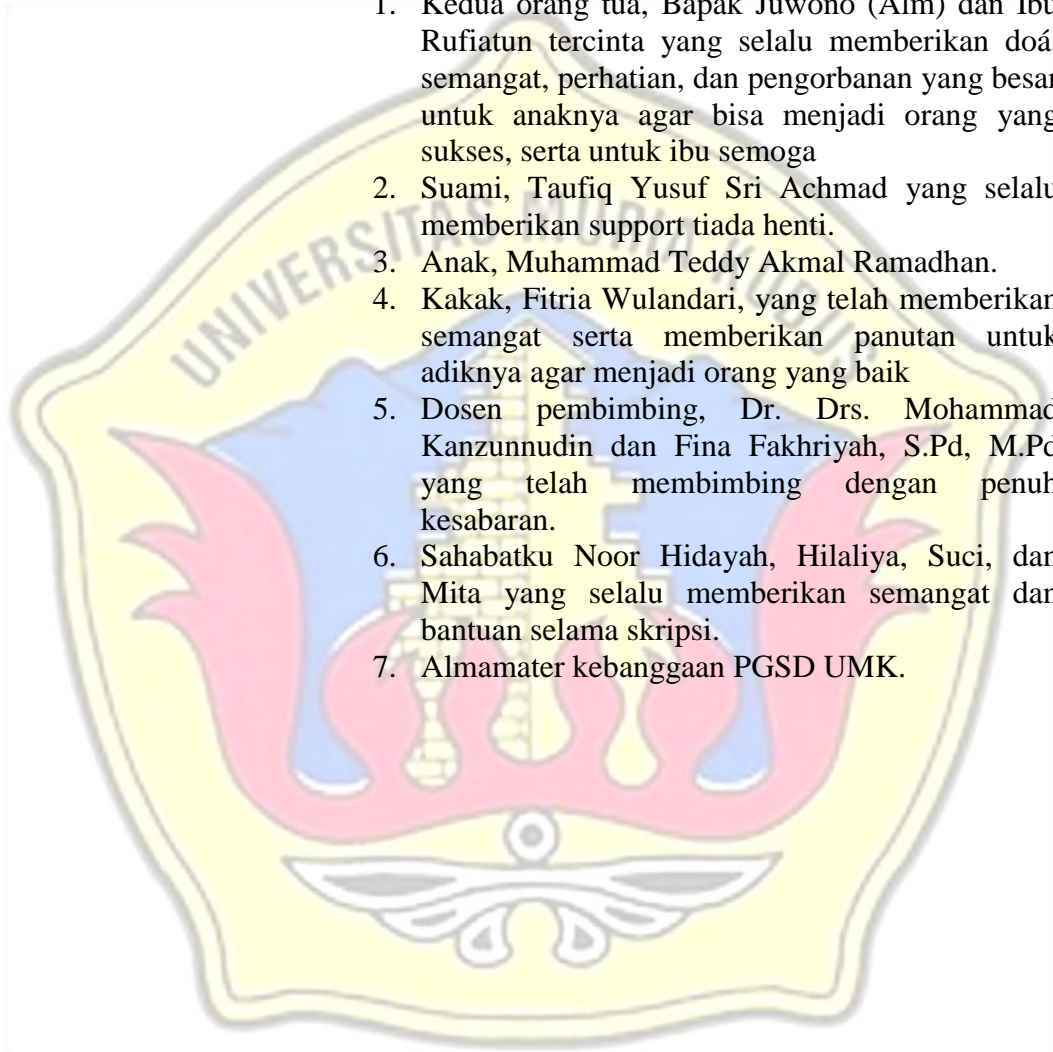 1. Kedua orang tua, Bapak Juwono (Alm) dan Ibu
Rufiatun tercinta yang selalu memberikan doá,
semangat, perhatian, dan pengorbanan yang besar
untuk anaknya agar bisa menjadi orang yang
sukses, serta untuk ibu semoga
2. Suami, Taufiq Yusuf Sri Achmad yang selalu
memberikan support tiada henti.
3. Anak, Muhammad Teddy Akmal Ramadhan.
4. Kakak, Fitria Wulandari, yang telah memberikan
semangat serta memberikan panutan untuk
adiknya agar menjadi orang yang baik
5. Dosen pembimbing, Dr. Drs. Mohammad
Kanzunnudin dan Fina Fakhriyah, S.Pd, M.Pd
yang telah membimbing dengan penuh
kesabaran.
6. Sahabatku Noor Hidayah, Hilaliya, Suci, dan
Mita yang selalu memberikan semangat dan
bantuan selama skripsi.
7. Almamater kebanggaan PGSD UMK.
UNIVERSITAS MURIA KUDUS